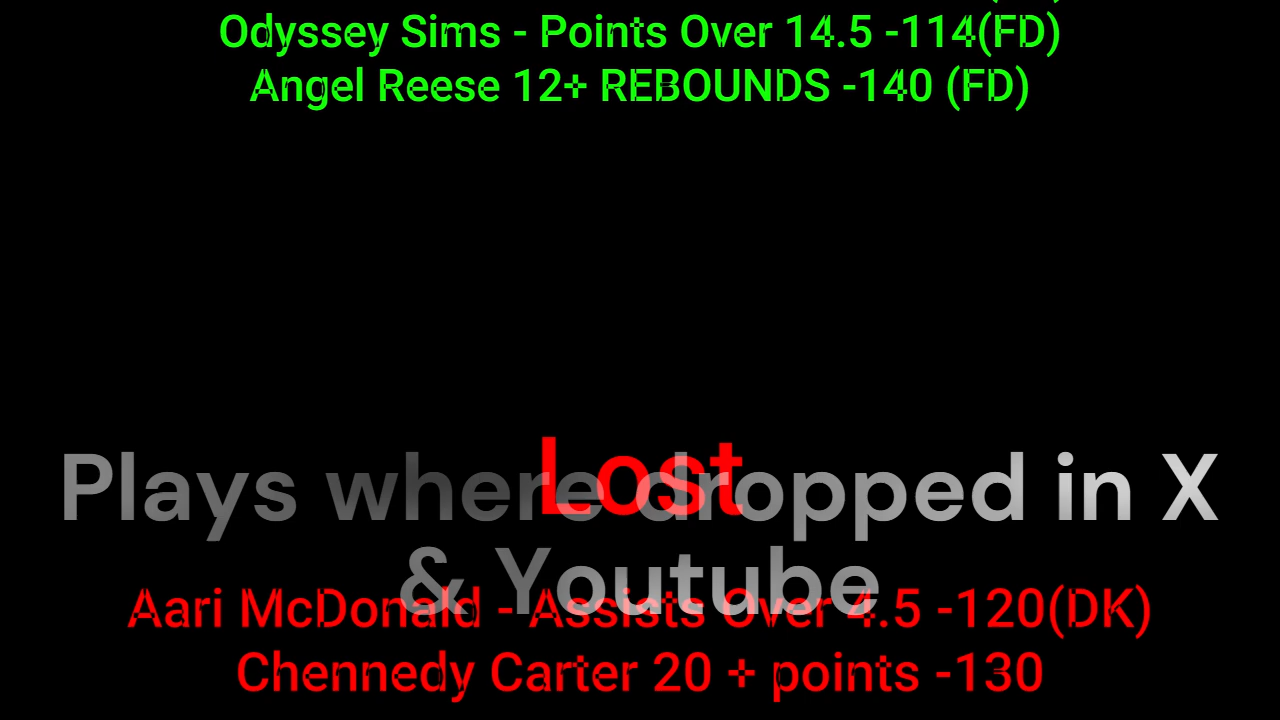 Odyssey Sims - Points Over 14.5 -114(FD)
Angel Reese 12+ REBOUNDS -140 (FD)
Lost
Plays where dropped in X
& Youtube
Aari McDonald - Assists Over 4.5 -120(DK)
Chennedy Carter 20 + points -130